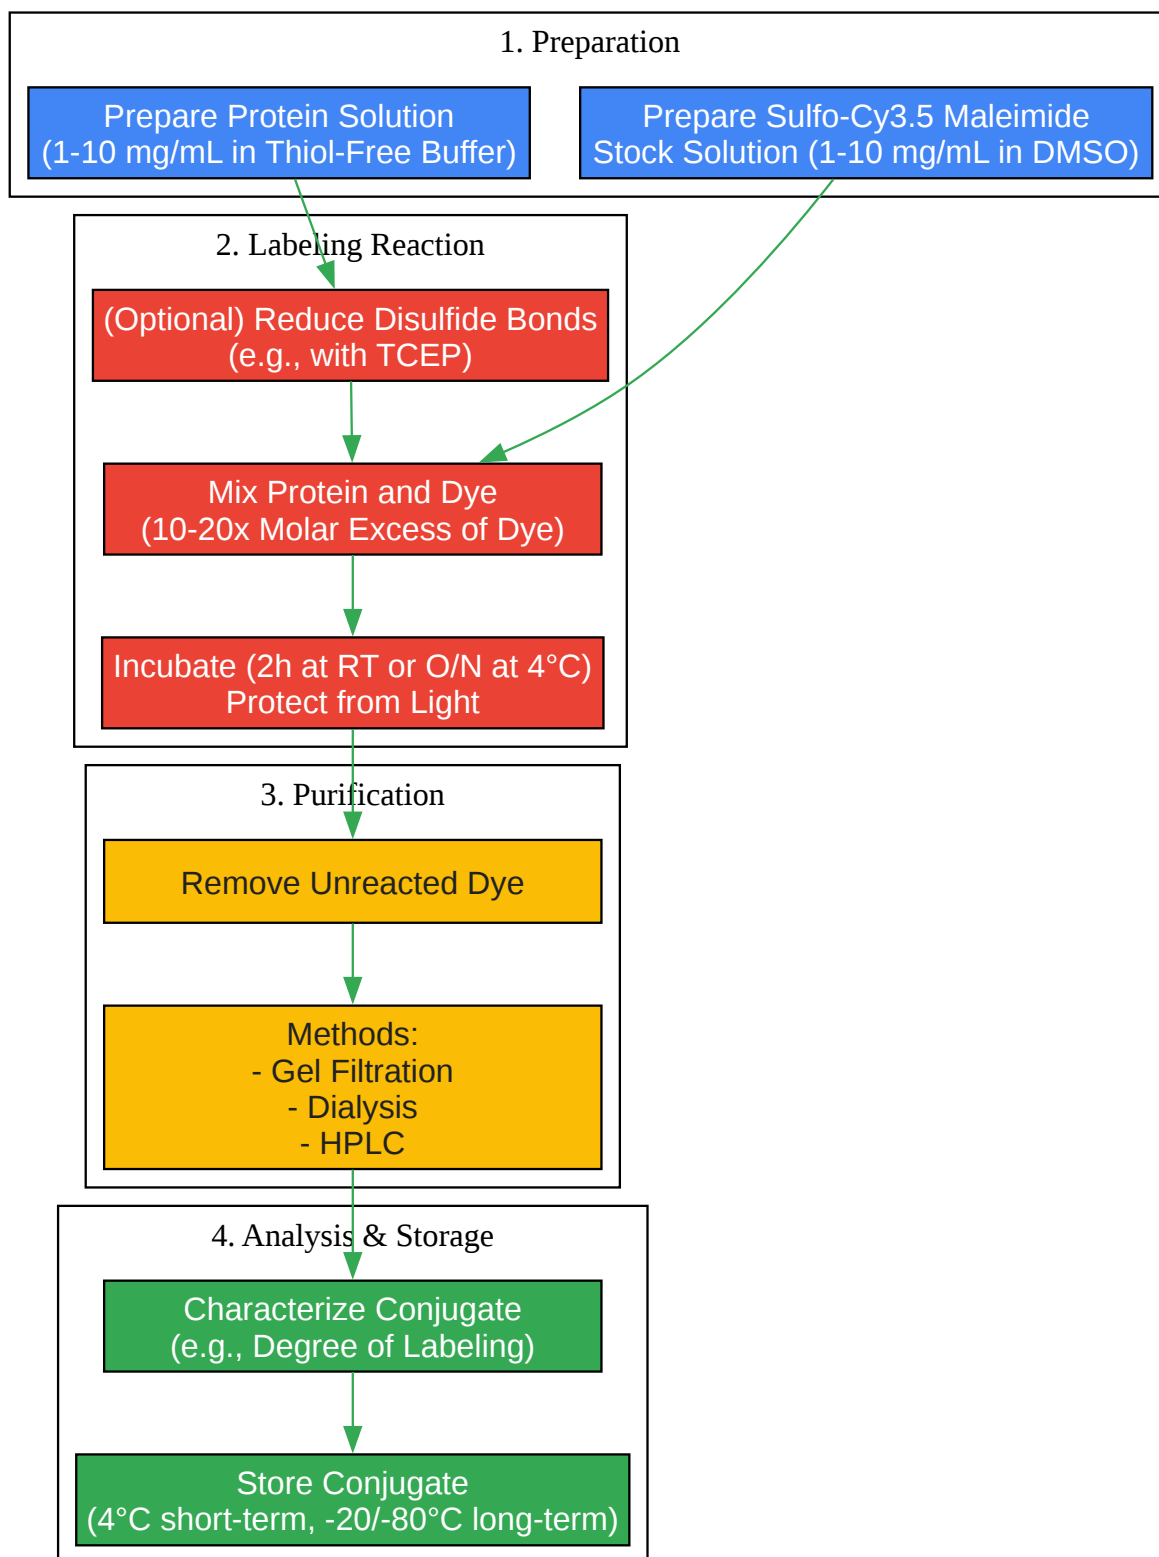 1. Preparation
Prepare Protein Solution
(1-10 mg/mL in Thiol-Free Buffer)
Prepare Sulfo-Cy3.5 Maleimide
Stock Solution (1-10 mg/mL in DMSO)
2. Labeling Reaction
(Optional) Reduce Disulfide Bonds
(e.g., with TCEP)
Mix Protein and Dye
(10-20x Molar Excess of Dye)
Incubate (2h at RT or O/N at 4°C)
Protect from Light
3. Purification
Remove Unreacted Dye
Methods:
- Gel Filtration
- Dialysis
- HPLC
4. Analysis & Storage
Characterize Conjugate
(e.g., Degree of Labeling)
Store Conjugate
(4°C short-term, -20/-80°C long-term)